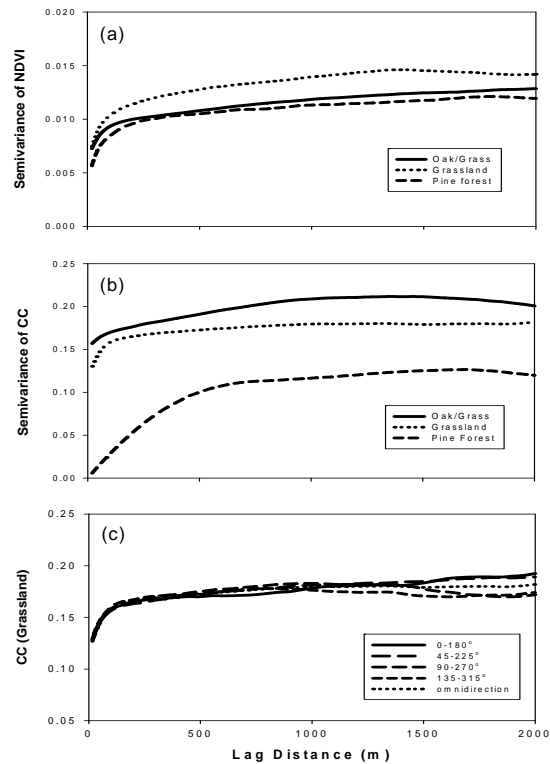 (a)
Semivariance of NDVI
0.020
0.015
0.010
0.005
0.000
Oak/Grass
Grassland
Pine forest
(b)
Semivariance of CC
0.25
0.20
0.15
0.10
0.05
0.00
Oak/Grass
Grassland
Pine Forest
(c)
CC (Grassland)
0.25
0.20
0.15
0.10
0.05
0-180°
45-225°
90-270°
135-315°
omnidirection
0 500 1000 1500 2000
Lag Distance (m)